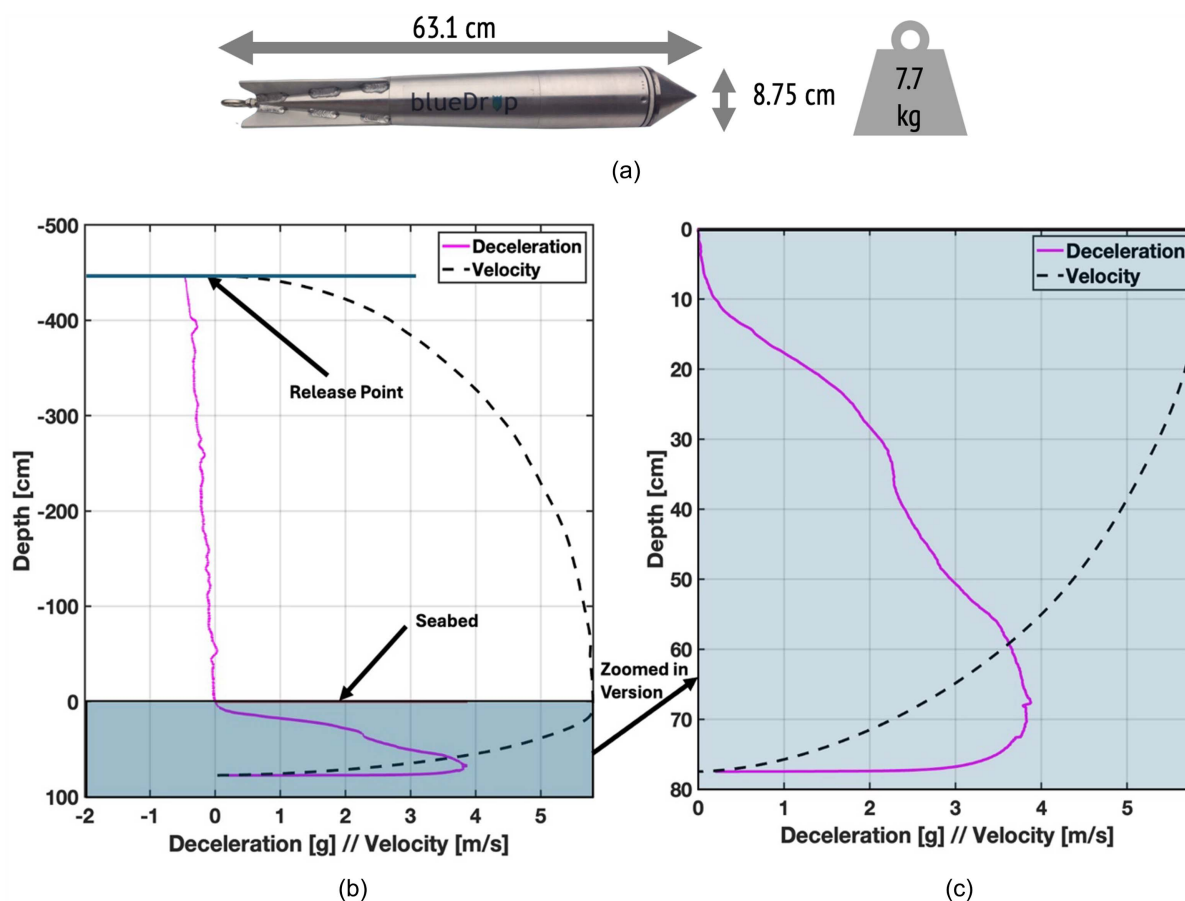 63.1 cm
blueDrop
8.75 cm
7.7
kg
(a)
-500
-400
-300
-200
-100
0
100
Depth [cm]
Deceleration
Velocity
Release Point
Seabed
-2 -1 0 1 2 3 4 5
Deceleration [g] // Velocity [m/s]
(b)
Zoomed in
Version
0
10
20
30
40
50
60
70
80
Depth [cm]
Deceleration
Velocity
0 1 2 3 4 5
Deceleration [g] // Velocity [m/s]
(c)